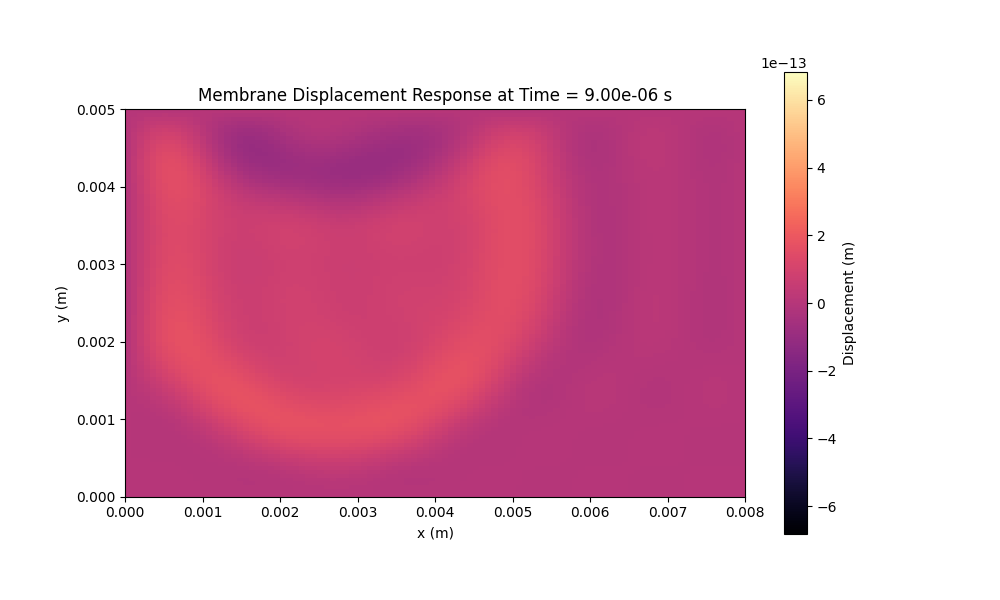 1e−13
Membrane Displacement Response at Time = 9.00e-06 s
0.005
0.004
0.003
0.002
0.001
0.000
y (m)
0.000 0.001 0.002 0.003 0.004 0.005 0.006 0.007 0.008
x (m)
6
4
2
0
−2
−4
−6
Displacement (m)